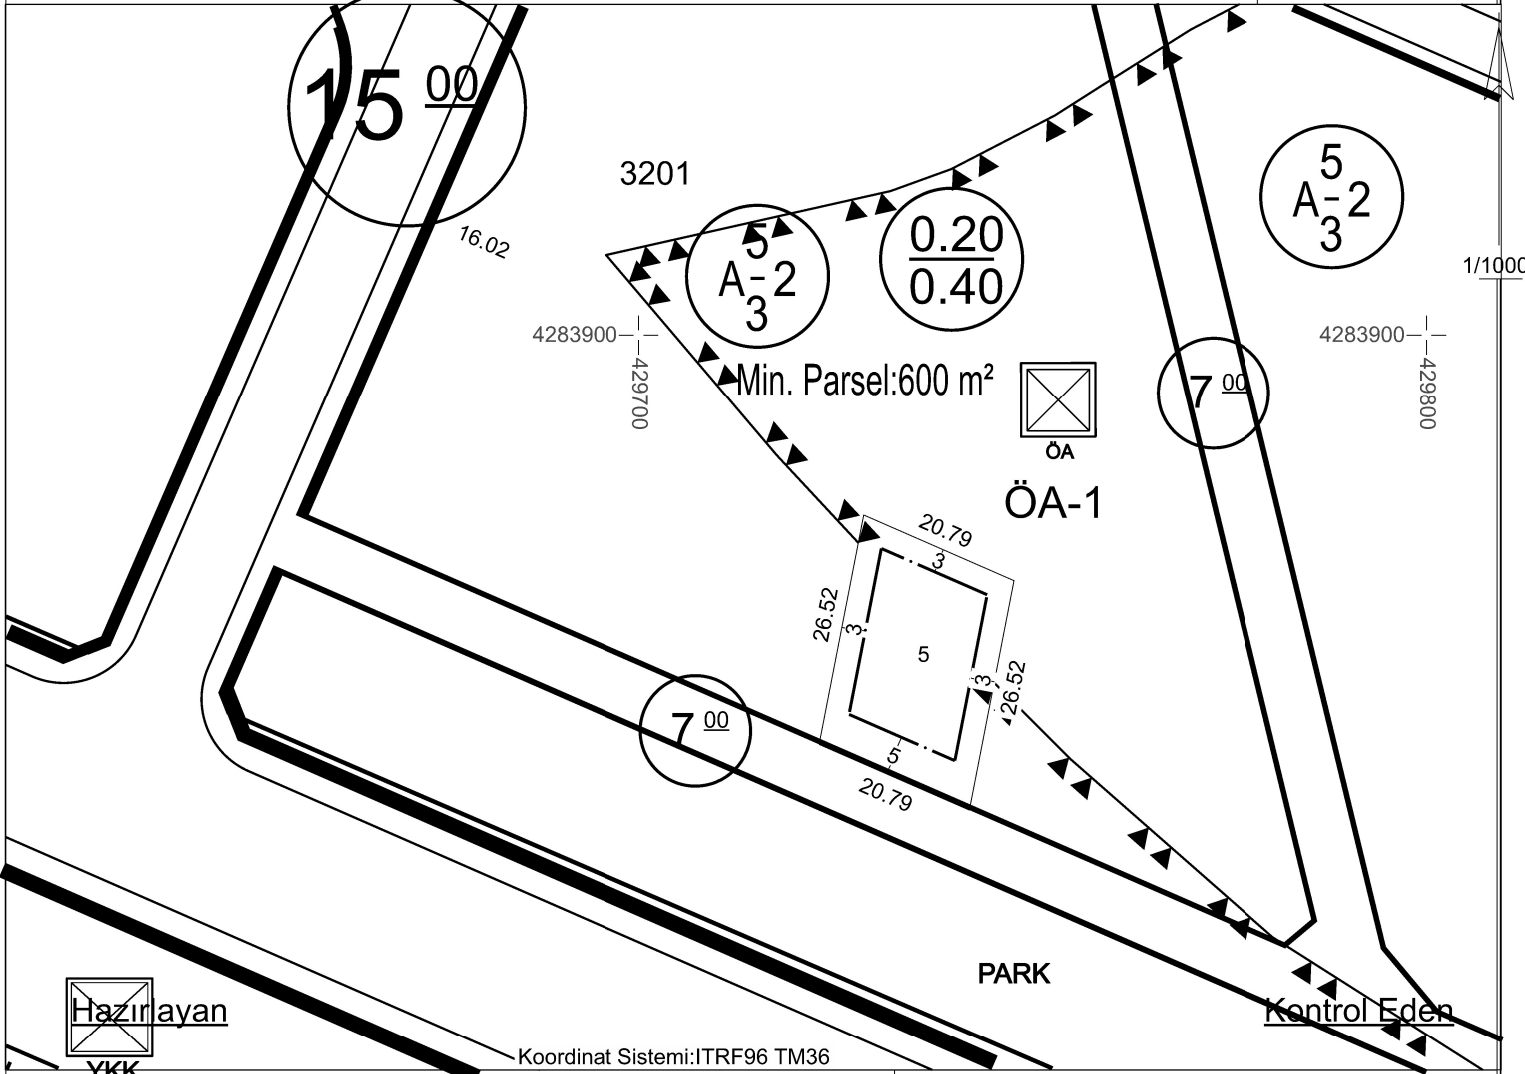 15 00
3201
16.02
5
A-2
3
0.20
0.40
5
A-2
3
1/1000
4283900
429700
4283900
429800
Min. Parsel:600 m²
7 00
ÖA
ÖA-1
20.79
3
26.52
3
5
3
26.52
5
20.79
7 00
PARK
Hazırlayan
Kontrol Eden
YKK
Koordinat Sistemi:ITRF96 TM36